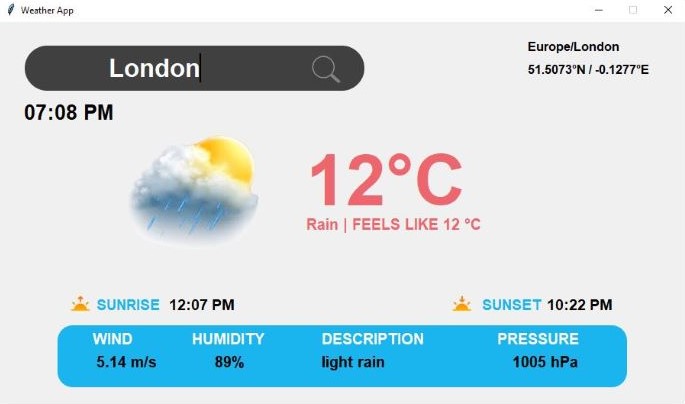 Weather App
Europe/London
London
51.5073°N / -0.1277°E
07:08 PM
12°C
Rain | FEELS LIKE 12 °C
SUNRISE 12:07 PM SUNSET 10:22 PM
WIND HUMIDITY DESCRIPTION PRESSURE
5.14 m/s 89% light rain 1005 hPa